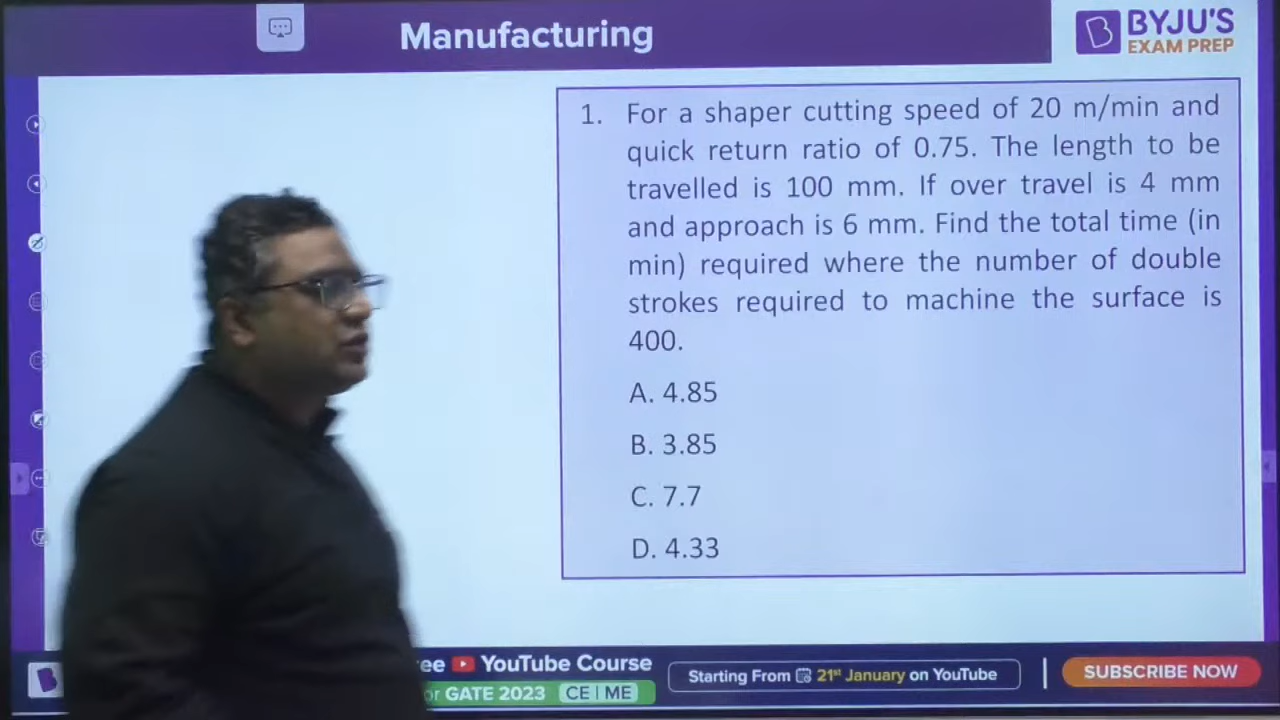 Manufacturing
BYJU'S
EXAM PREP
1. For a shaper cutting speed of 20 m/min and
quick return ratio of 0.75. The length to be
travelled is 100 mm. If over travel is 4 mm
and approach is 6 mm. Find the total time (in
min) required where the number of double
strokes required to machine the surface is
400.
A. 4.85
B. 3.85
C. 7.7
D. 4.33
YouTube Course
GATE 2023 CE | ME
Starting From 21st January on YouTube
SUBSCRIBE NOW